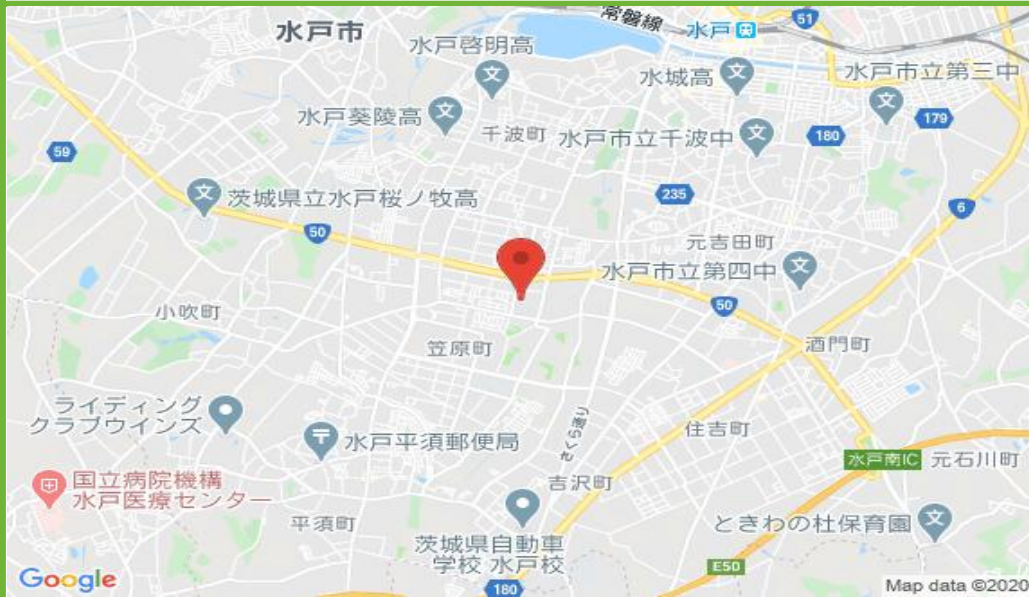 常磐線
51
水戸市
水戸
水戸啓明高
水城高
水戸市立第三中
水戸葵陵高
千波町
水戸市立千波中
180
179
59
茨城県立水戸桜ノ牧高
235
6
50
元吉田町
水戸市立第四中
小吹町
50
笠原町
酒門町
ライディング
クラブウインズ
さくら通り
住吉町
水戸平須郵便局
水戸南IC
元石川町
国立病院機構
水戸医療センター
吉沢町
平須町
ときわの杜保育園
茨城県自動車
学校 水戸校
E50
Google
180
Map data ©2020
文
文
文
文
文
文
文
文